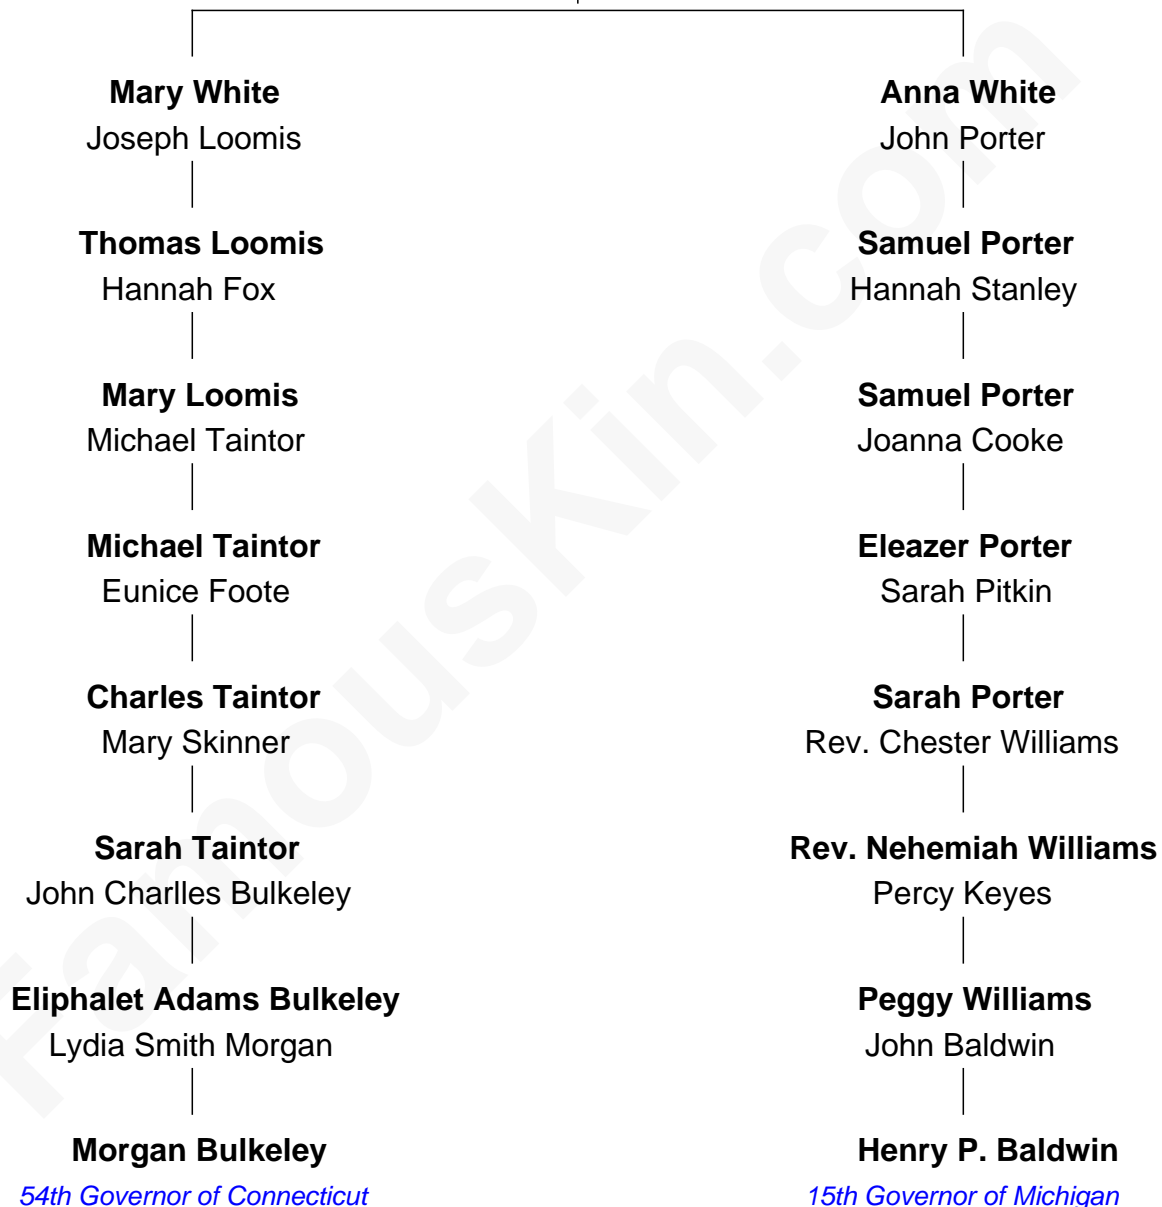 Mary White
Joseph Loomis
Thomas Loomis
Hannah Fox
Mary Loomis
Michael Taintor
Michael Taintor
Eunice Foote
Charles Taintor
Mary Skinner
Sarah Taintor
John Charlles Bulkeley
Eliphalet Adams Bulkeley
Lydia Smith Morgan
Morgan Bulkeley
54th Governor of Connecticut
Anna White
John Porter
Samuel Porter
Hannah Stanley
Samuel Porter
Joanna Cooke
Eleazer Porter
Sarah Pitkin
Sarah Porter
Rev. Chester Williams
Rev. Nehemiah Williams
Percy Keyes
Peggy Williams
John Baldwin
Henry P. Baldwin
15th Governor of Michigan
FamousKin.com